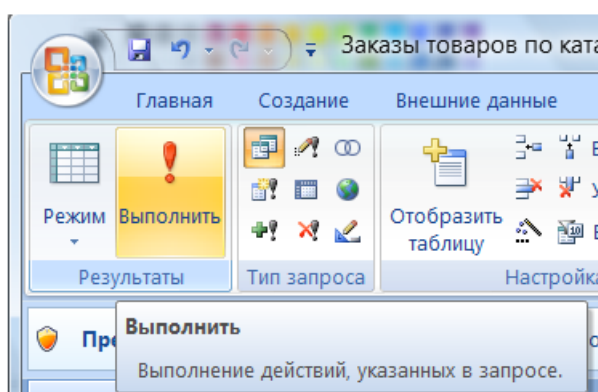 Заказы товаров по ката
Главная Создание Внешние данные
Режим Выполнить Отобразить таблицу
Результаты Тип запроса Настройка
Выполнить
Выполнение действий, указанных в запросе.